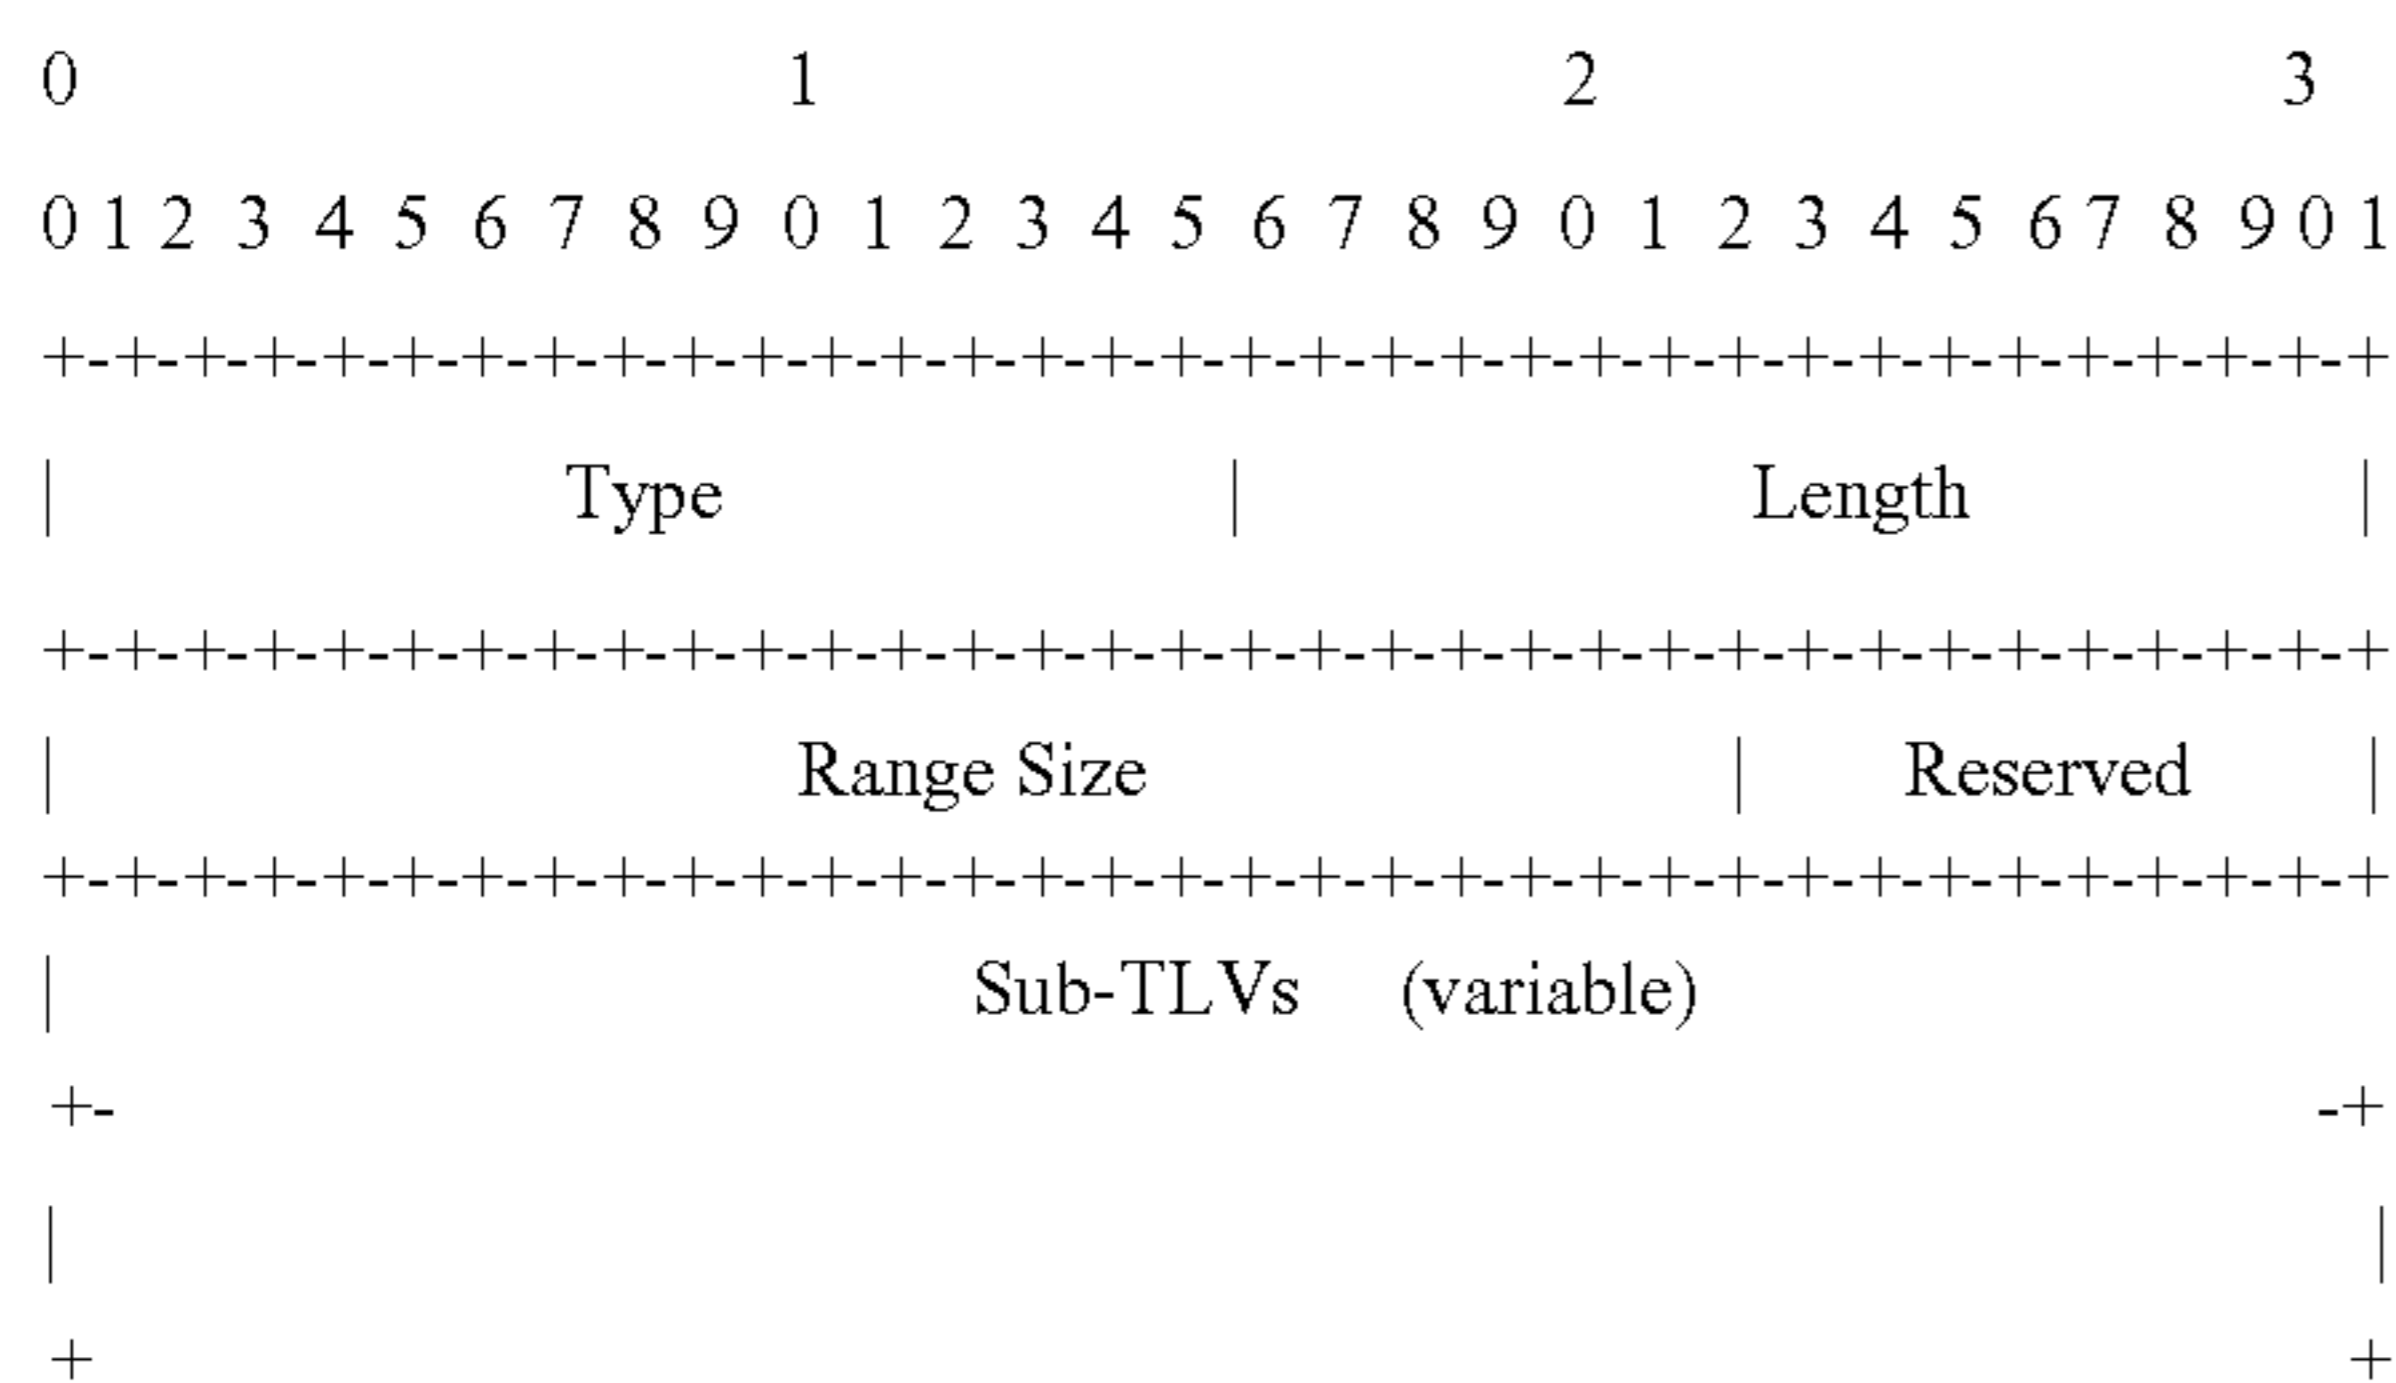 0 1 2 3
0 1 2 3 4 5 6 7 8 9 0 1 2 3 4 5 6 7 8 9 0 1 2 3 4 5 6 7 8 9 0 1
+-+-+-+-+-+-+-+-+-+-+-+-+-+-+-+-+-+-+-+-+-+-+-+-+-+-+-+-+-+-+-+-+-+
| Type | Length |
+-+-+-+-+-+-+-+-+-+-+-+-+-+-+-+-+-+-+-+-+-+-+-+-+-+-+-+-+-+-+-+-+-+
| Range Size | Reserved |
+-+-+-+-+-+-+-+-+-+-+-+-+-+-+-+-+-+-+-+-+-+-+-+-+-+-+-+-+-+-+-+-+-+
| Sub-TLVs (variable)
+- -+
| |
+ +